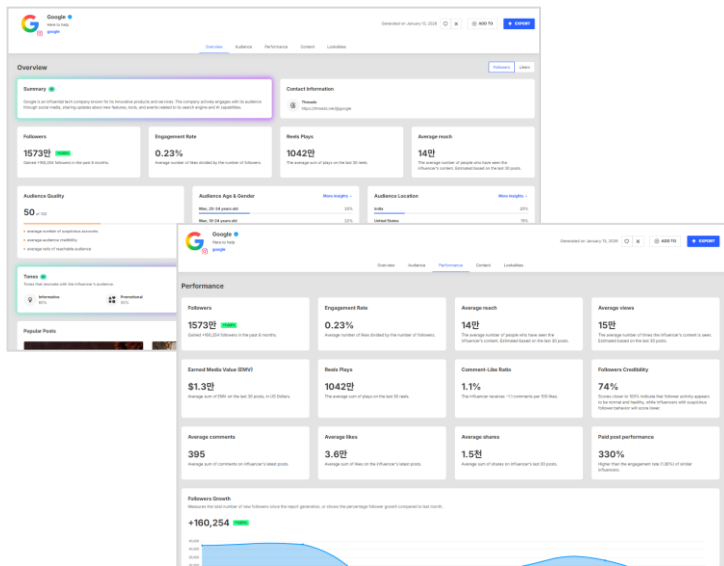 Google
Here to help
google
Generated on January 13, 2026
ADD TO
EXPORT
Overview
Audience
Performance
Content
Lookalikes
Overview
Followers
Likers
Summary
Google is an influential tech company known for its innovative products and services. The company actively engages with its audience
through social media, sharing updates about new features, tools, and events related to its search engine and AI capabilities.
Contact Information
Threads
https://threads.net/@google
Followers
1573만
Gained +160,254 followers in the past 6 months.
Engagement Rate
0.23%
Average number of likes divided by the number of followers.
Reels Plays
1042만
The average sum of plays on the last 30 reels.
Average reach
14만
The average number of people who have seen the
influencer's content. Estimated based on the last 30 posts.
Audience Quality
50 or 100
average number of suspicious accounts
average audience credibility
average ratio of reachable audience
Audience Age & Gender
More insights
Men, 25-34 years old
Men, 18-24 years old
Audience Location
More insights
India
United States
Tones
Tones that resonate with the influencer's audience
Informative
Promotional
Popular Posts
Google
Here to help
google
Generated on January 13, 2026
ADD TO
EXPORT
Overview
Audience
Performance
Content
Lookalikes
Performance
Followers
1573만
Gained +160,254 followers in the past 6 months.
Engagement Rate
0.23%
Average number of likes divided by the number of followers.
Average reach
14만
The average number of people who have seen the
influencer's content. Estimated based on the last 30 posts.
Average views
15만
The average number of times the influencer's content is seen.
Estimated based on the last 30 posts.
Earned Media Value (EMV)
$1.3만
Average sum of EMV on the last 30 posts, in US Dollars.
Reels Plays
1042만
The average sum of plays on the last 30 reels.
Comment-Like Ratio
1.1%
The influencer receives ~1.1 comments per 100 likes.
Followers Credibility
74%
Scores closer to 100% indicate that follower activity appears
to be normal and healthy, while influencers with suspicious
follower behavior will score lower.
Average comments
395
Average sum of comments on influencer's latest posts.
Average likes
3.6만
Average sum of likes on the influencer's latest posts.
Average shares
1.5천
Average sum of shares on influencer's last 30 posts.
Paid post performance
330%
Higher than the engagement rate (1.36%) of similar
influencers.
Followers Growth
Measures the total number of new followers since the report generation, or shows the percentage follower growth compared to last month.
+160,254